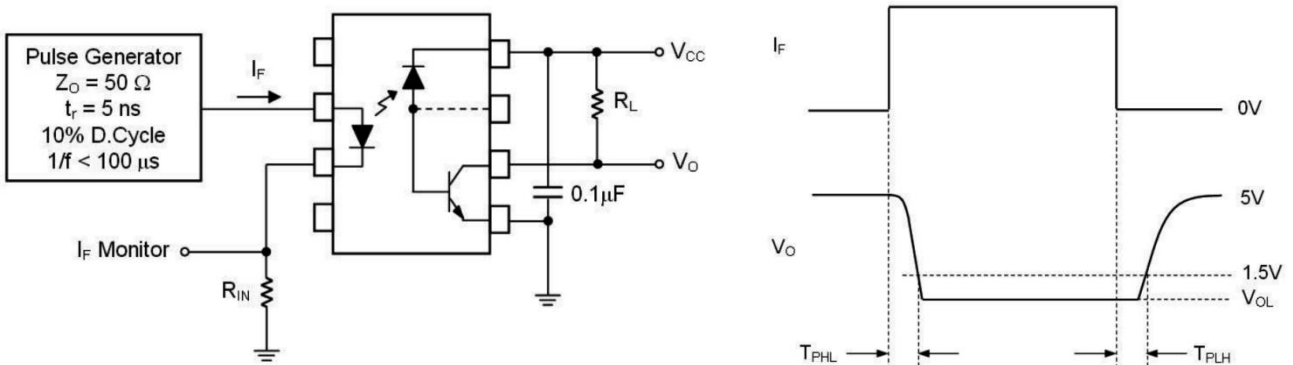 Pulse Generator
Z_O = 50 Ω
t_r = 5 ns
10% D.Cycle
1/f < 100 μs
I_F
V_CC
R_L
V_O
0.1μF
I_F Monitor
R_IN
I_F
0V
5V
V_O
1.5V
V_OL
T_PHL
T_PLH